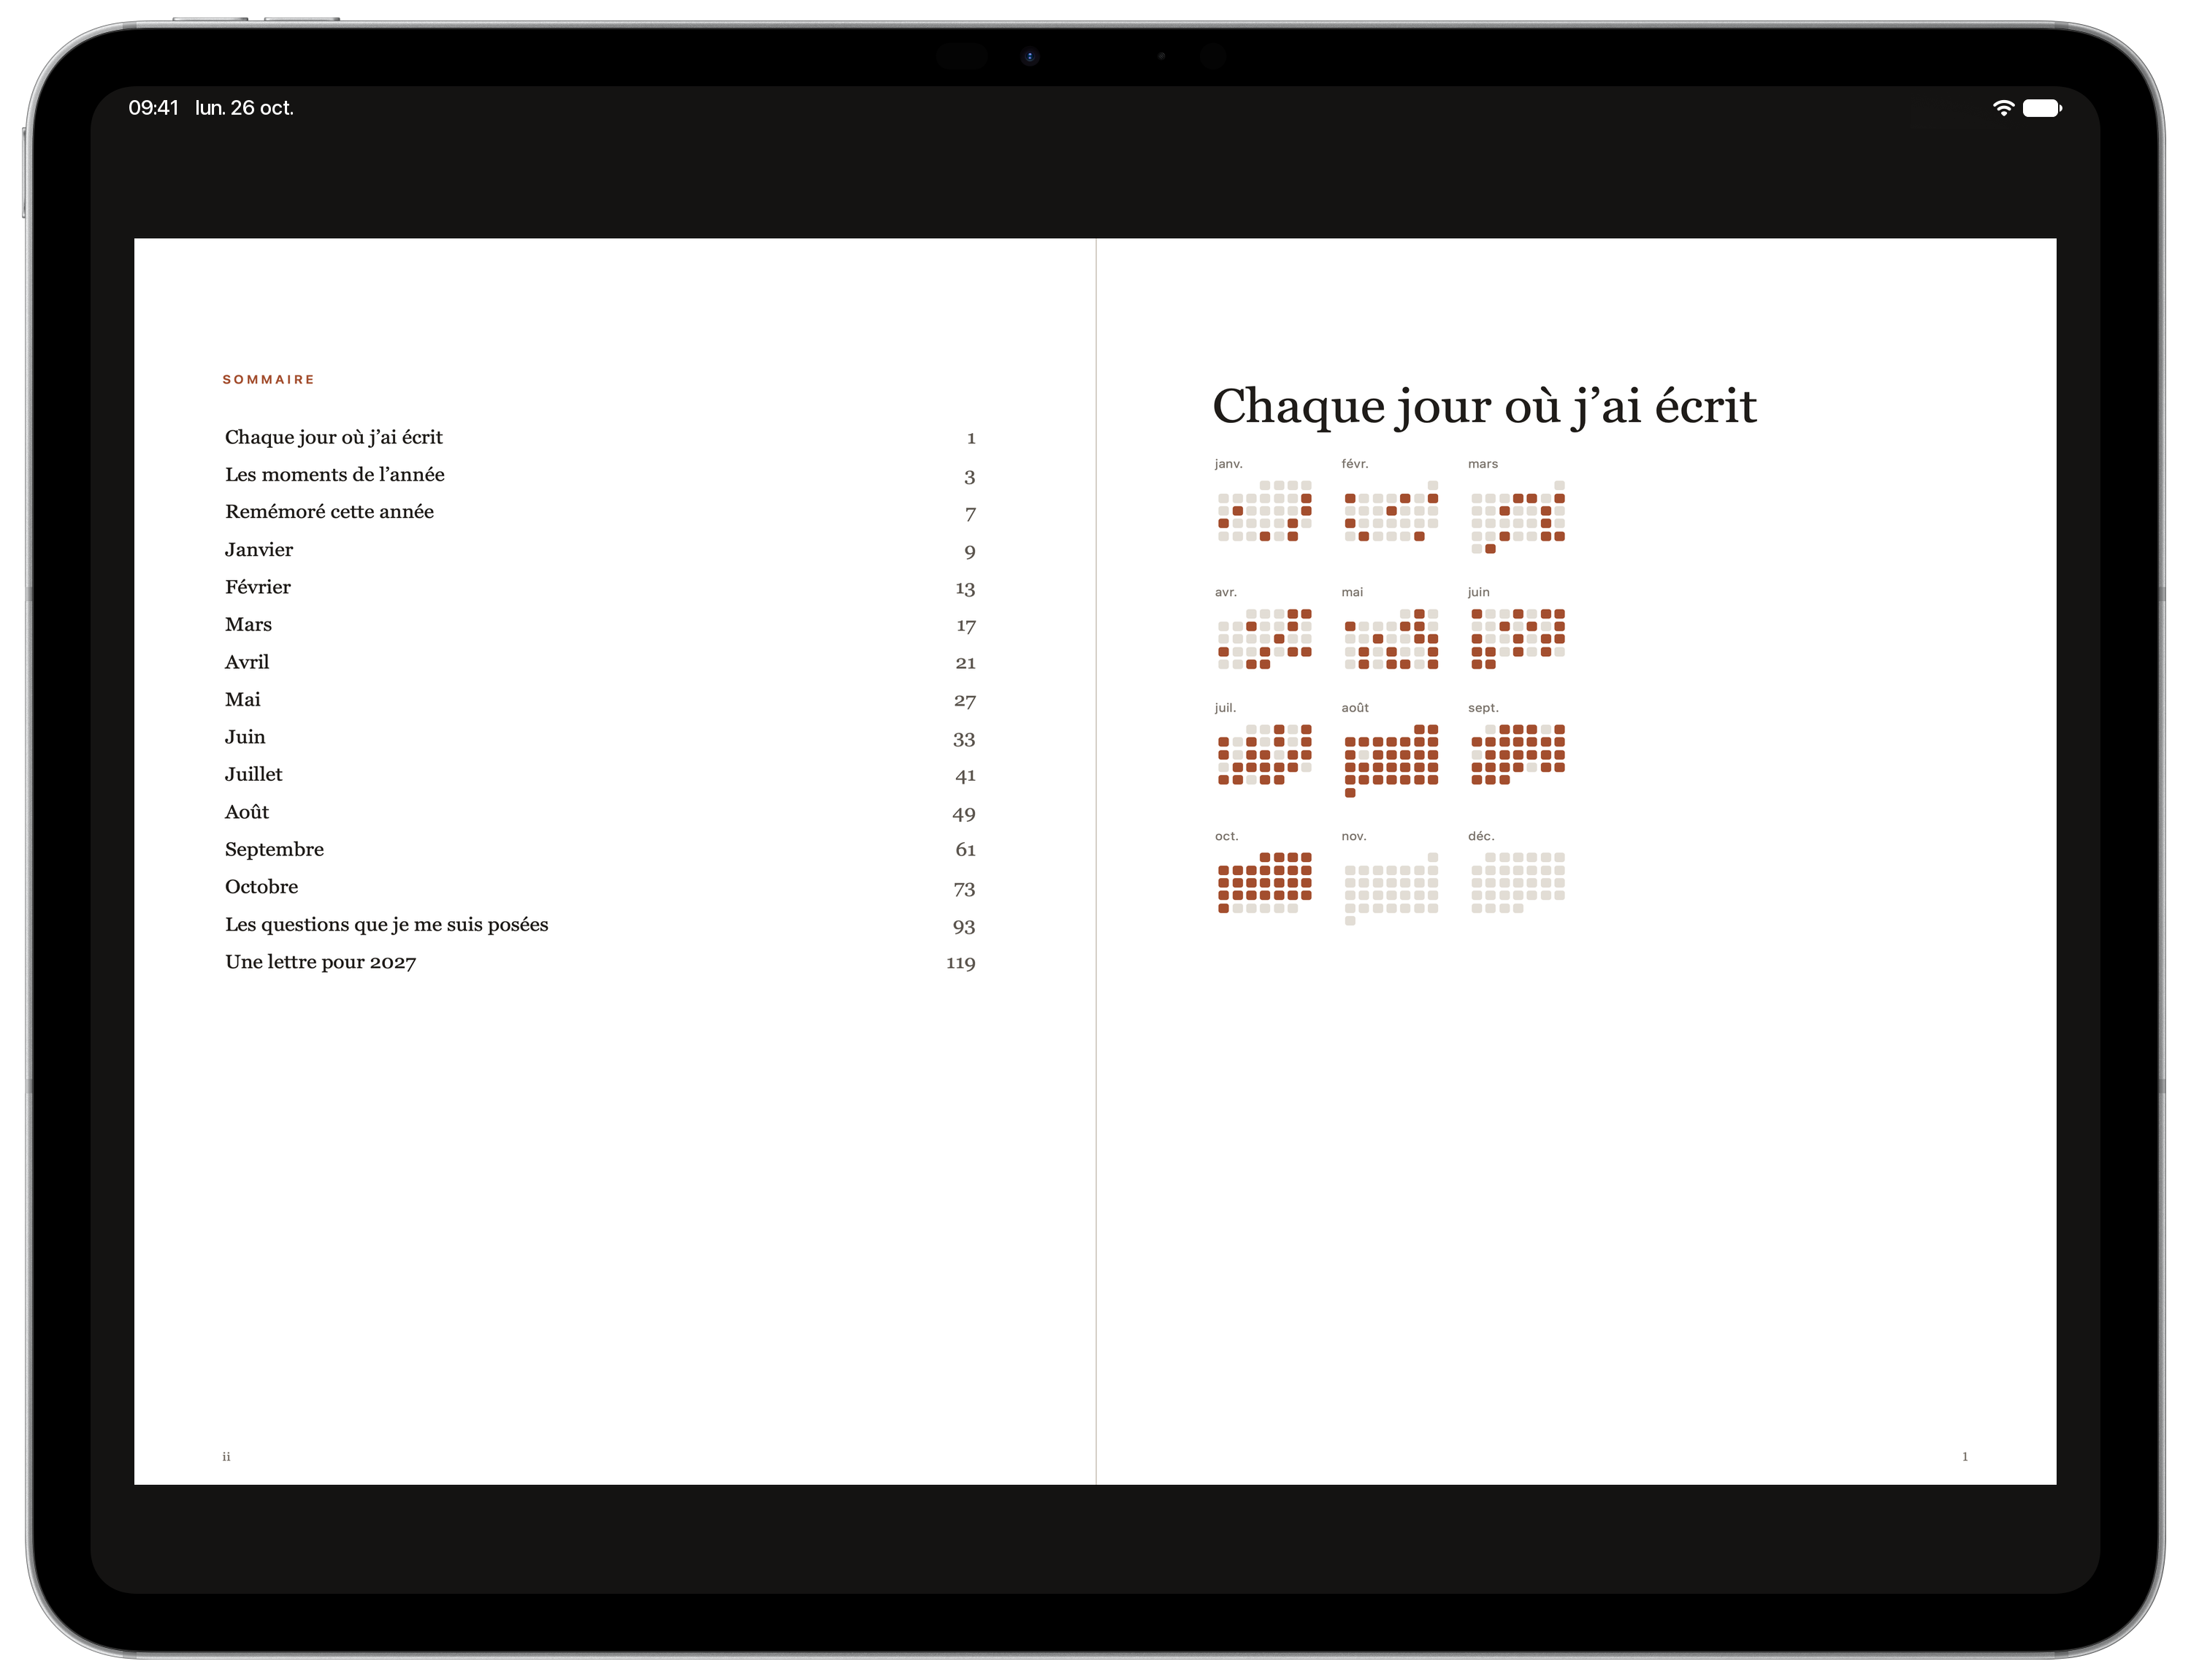 09:41 lun. 26 oct.
SOMMAIRE
Chaque jour où j’ai écrit 1
Les moments de l’année 3
Remémoré cette année 7
Janvier 9
Février 13
Mars 17
Avril 21
Mai 27
Juin 33
Juillet 41
Août 49
Septembre 61
Octobre 73
Les questions que je me suis posées 93
Une lettre pour 2027 119
ii
Chaque jour où j’ai écrit
janv. févr. mars
avr. mai juin
juil. août sept.
oct. nov. déc.
1